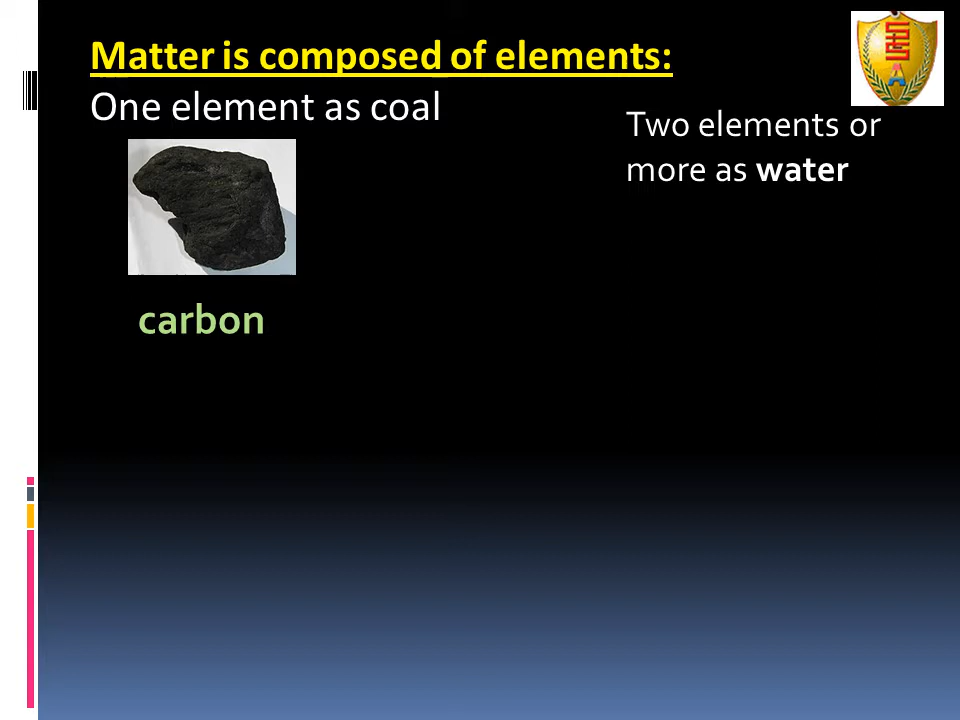 Matter is composed of elements:
One element as coal
Two elements or
more as water
carbon